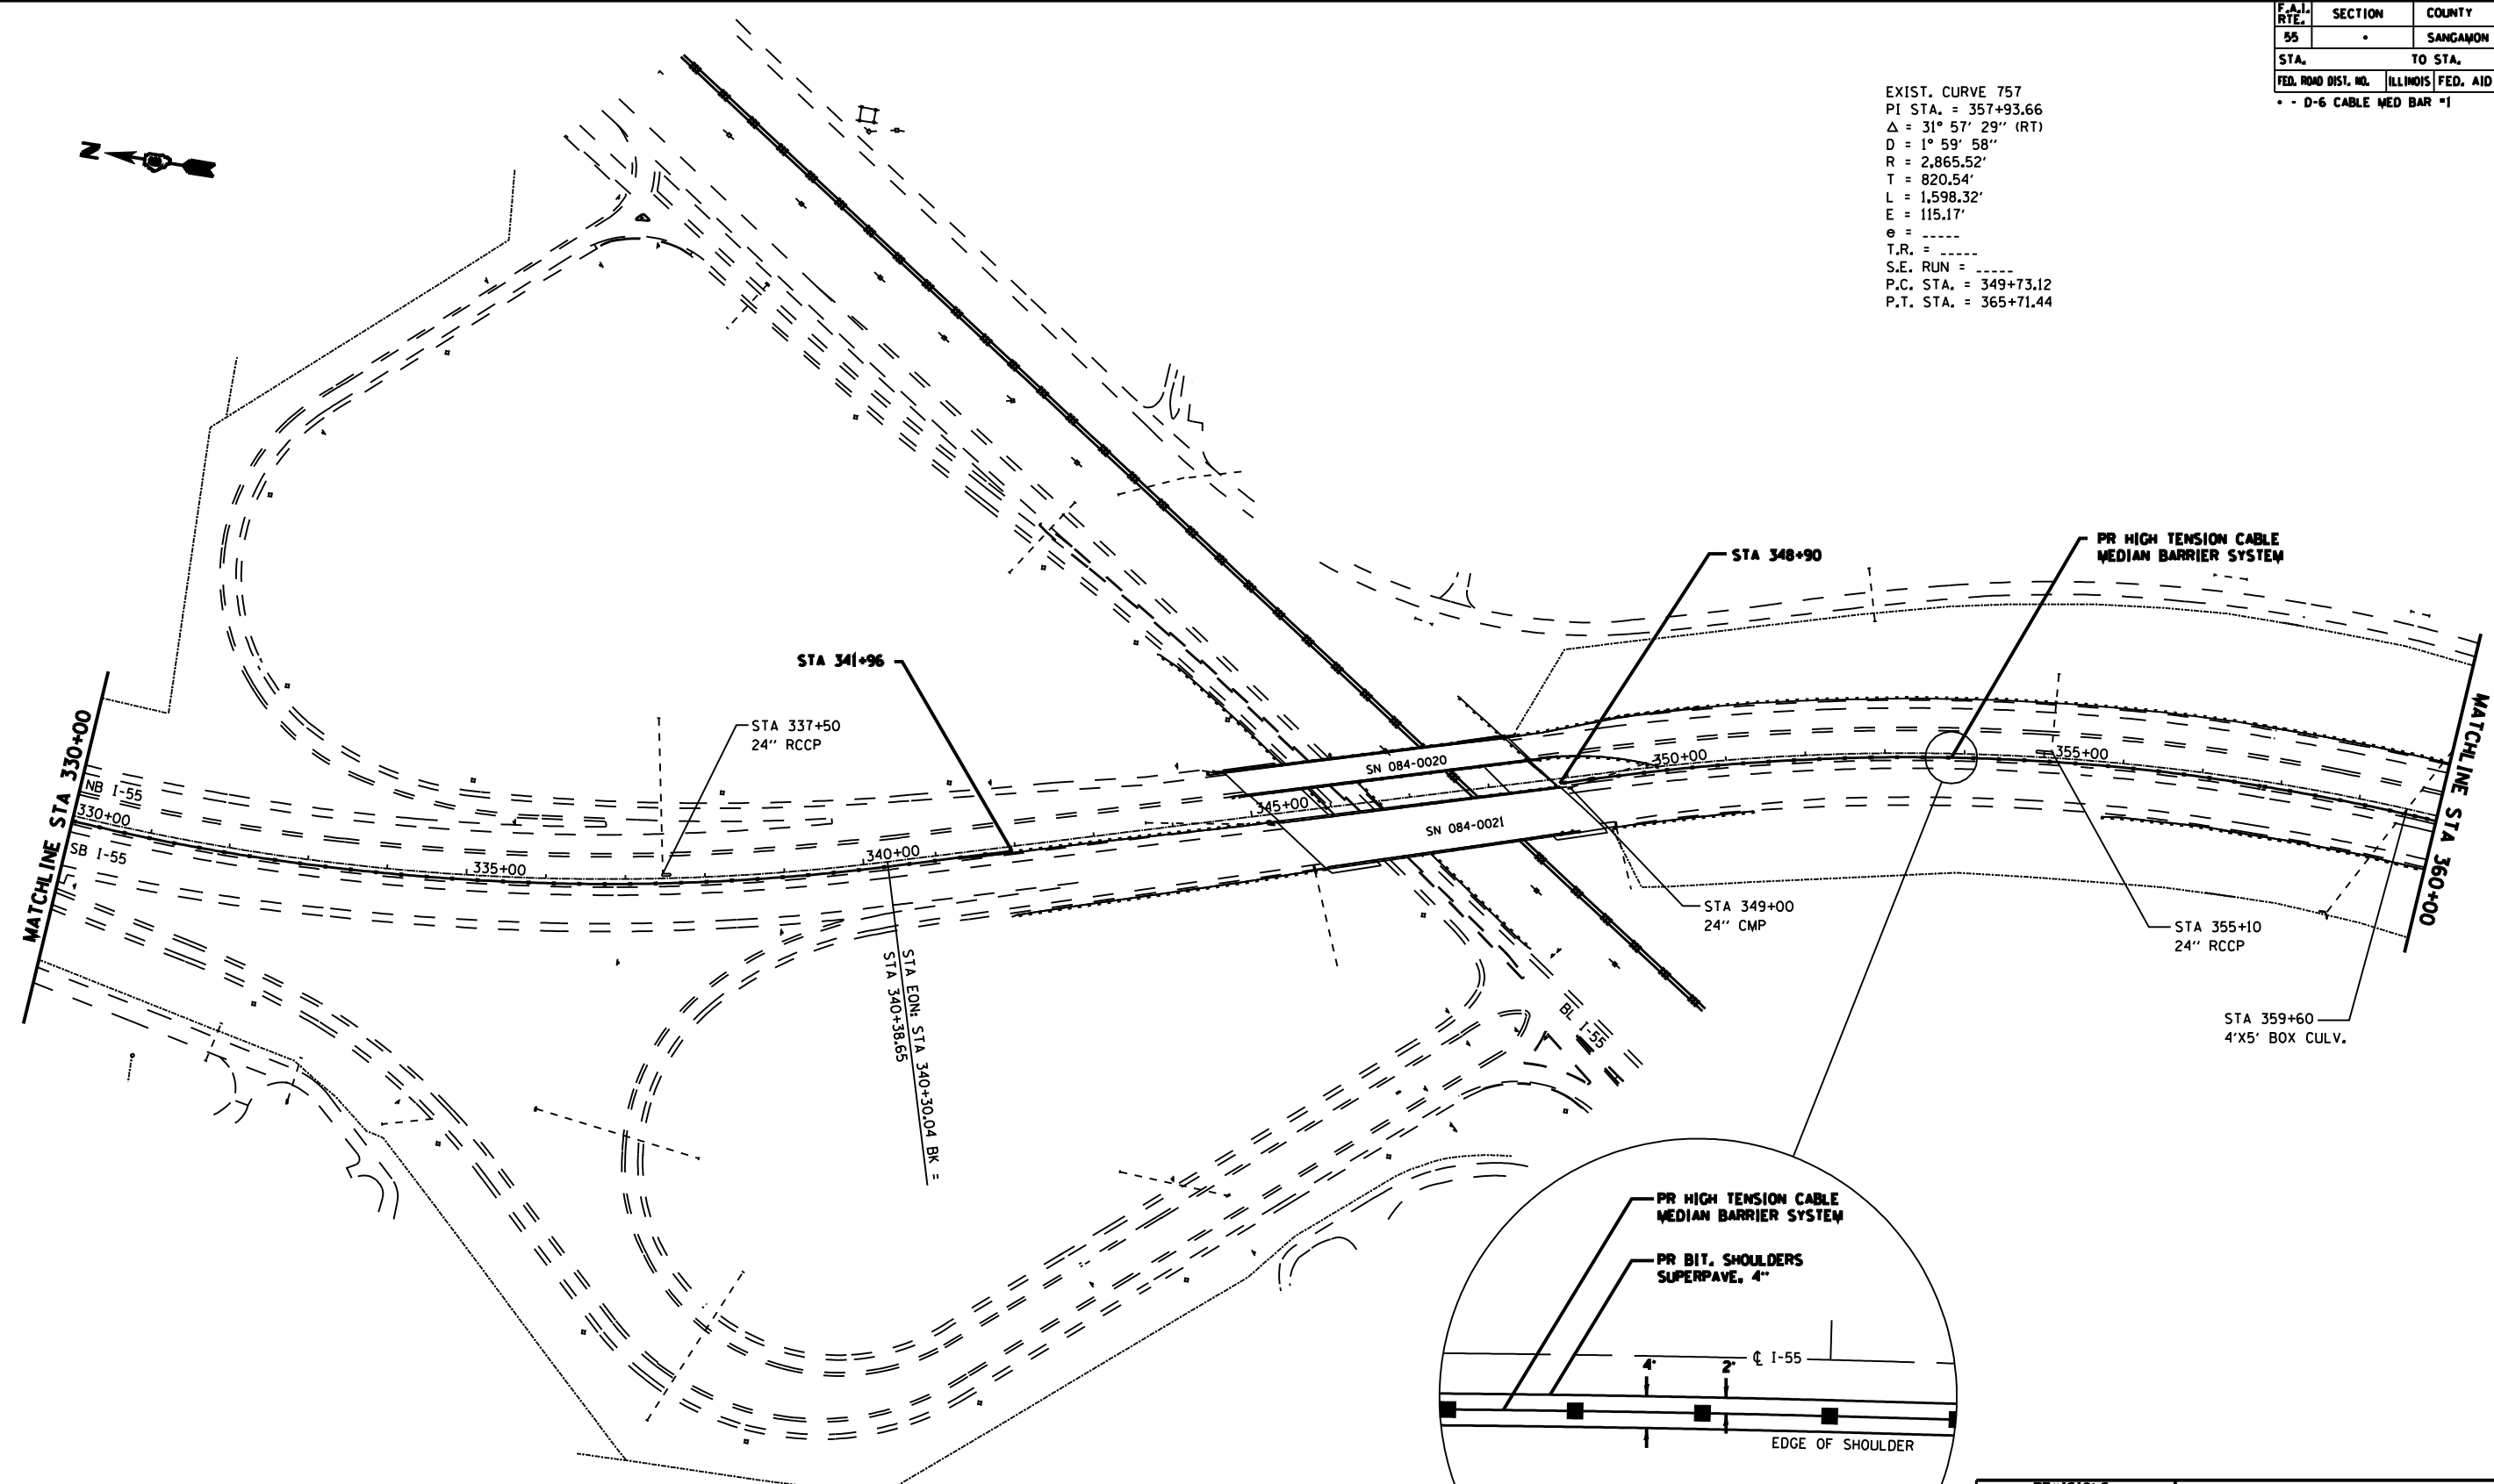 F.A.I. RTE. SECTION COUNTY
55 • SANGAMON
STA. TO STA.
FED. ROAD DIST. NO. ILLINOIS FED. AID
• - D-6 CABLE MED BAR #1
EXIST. CURVE 757
PI STA. = 357+93.66
Δ = 31° 57' 29" (RT)
D = 1° 59' 58"
R = 2,865.52'
T = 820.54'
L = 1,598.32'
E = 115.17'
e = _____
T.R. = _____
S.E. RUN = _____
P.C. STA. = 349+73.12
P.T. STA. = 365+71.44
N
PR HIGH TENSION CABLE
MEDIAN BARRIER SYSTEM
STA 348+90
STA 341+96
STA 337+50
24" RCCP
MATCHLINE STA 330+00
NB I-55
330+00
SB I-55
335+00
340+00
345+00
350+00
355+00
SN 084-0020
SN 084-0021
MATCHLINE STA 360+00
STA 349+00
24" CMP
STA 355+10
24" RCCP
STA 359+60
4'X5' BOX CULV.
STA EQN: STA 340+30.04 BK =
STA 340+38.65
BL I-55
PR HIGH TENSION CABLE
MEDIAN BARRIER SYSTEM
PR BIT. SHOULDERS
SUPERPAVE, 4"
℄ I-55
4' 2'
EDGE OF SHOULDER